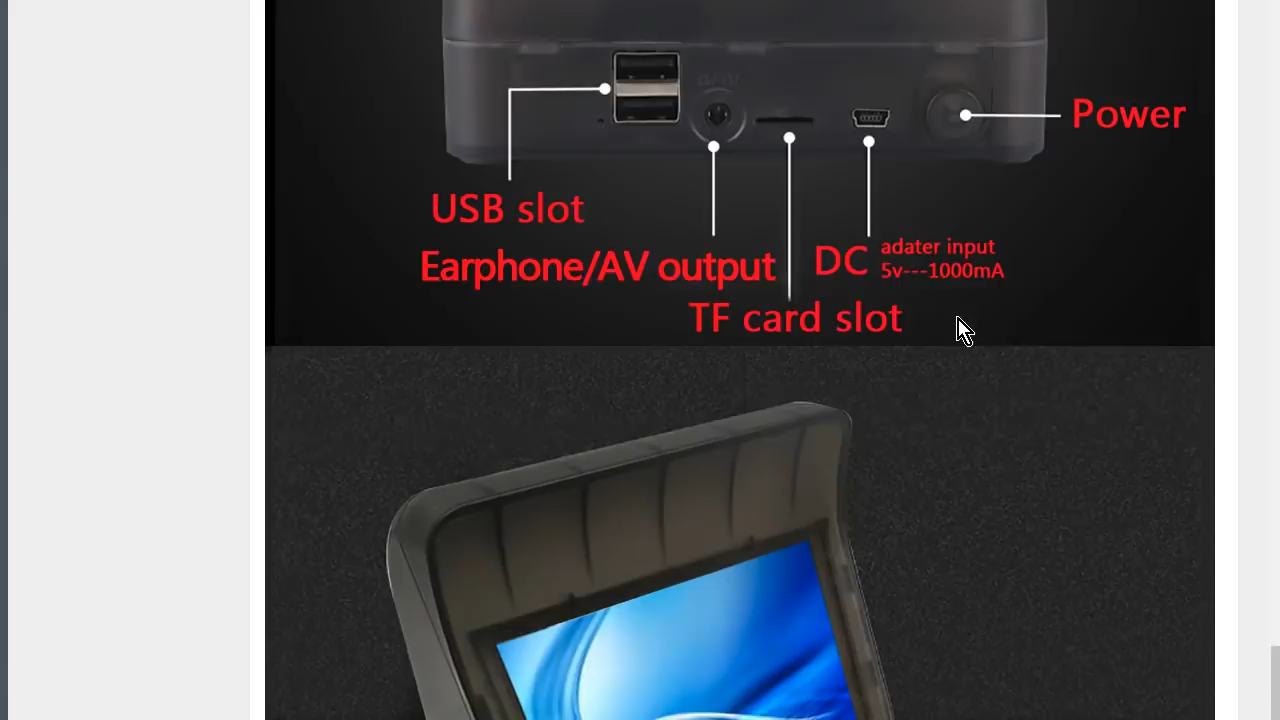 Power
USB slot
Earphone/AV output
DC adater input
5v---1000mA
TF card slot